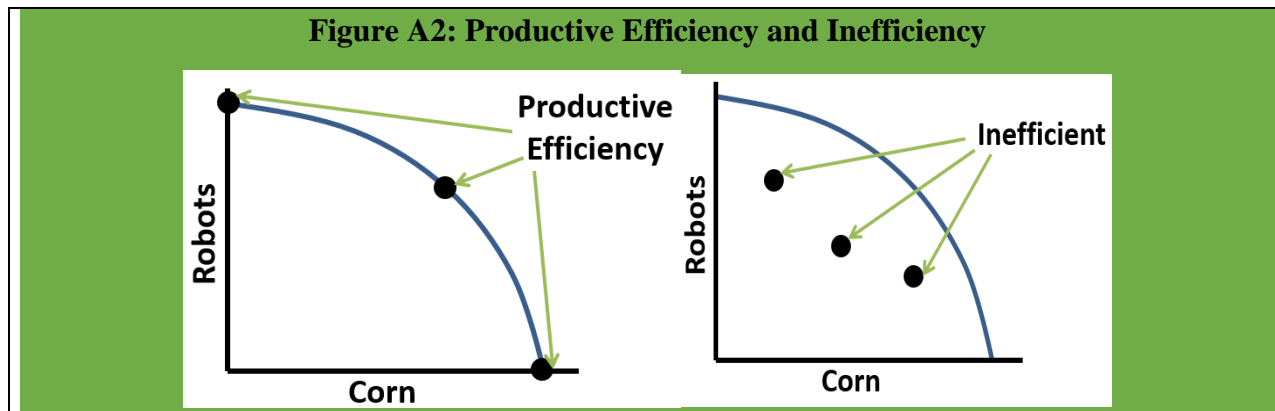 Figure A2: Productive Efficiency and Inefficiency
Productive
Efficiency
Robots
Corn
Inefficient
Robots
Corn